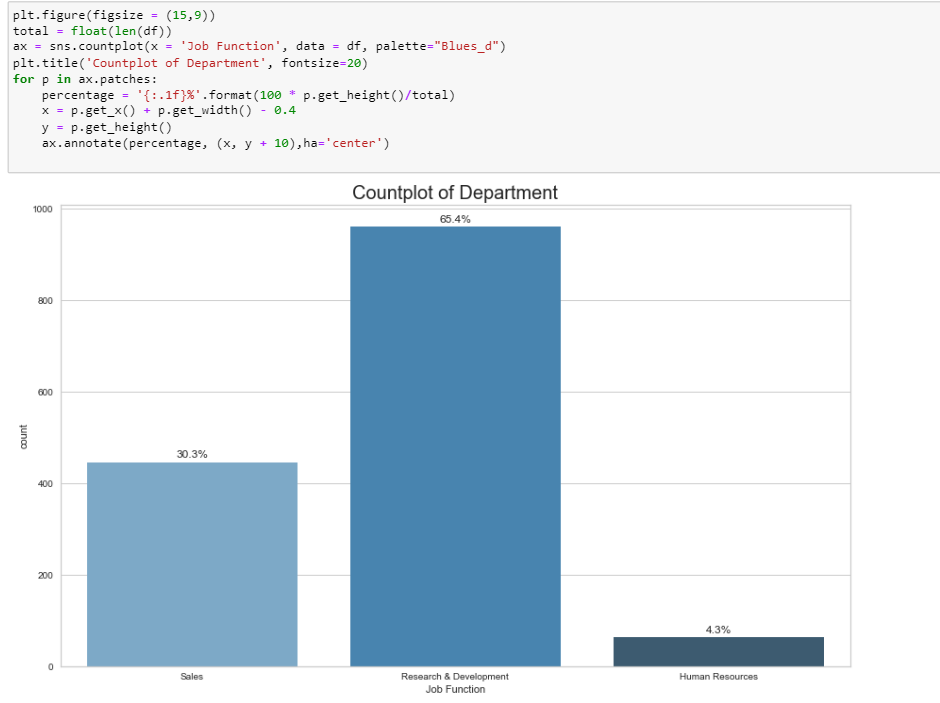 plt.figure(figsize = (15,9))
total = float(len(df))
ax = sns.countplot(x = 'Job Function', data = df, palette="Blues_d")
plt.title('Countplot of Department', fontsize=20)
for p in ax.patches:
    percentage = '{:.1f}%'.format(100 * p.get_height()/total)
    x = p.get_x() + p.get_width() - 0.4
    y = p.get_height()
    ax.annotate(percentage, (x, y + 10),ha='center')
Countplot of Department
1000
65.4%
800
600
count
30.3%
400
200
4.3%
0
Sales Research & Development Human Resources
Job Function